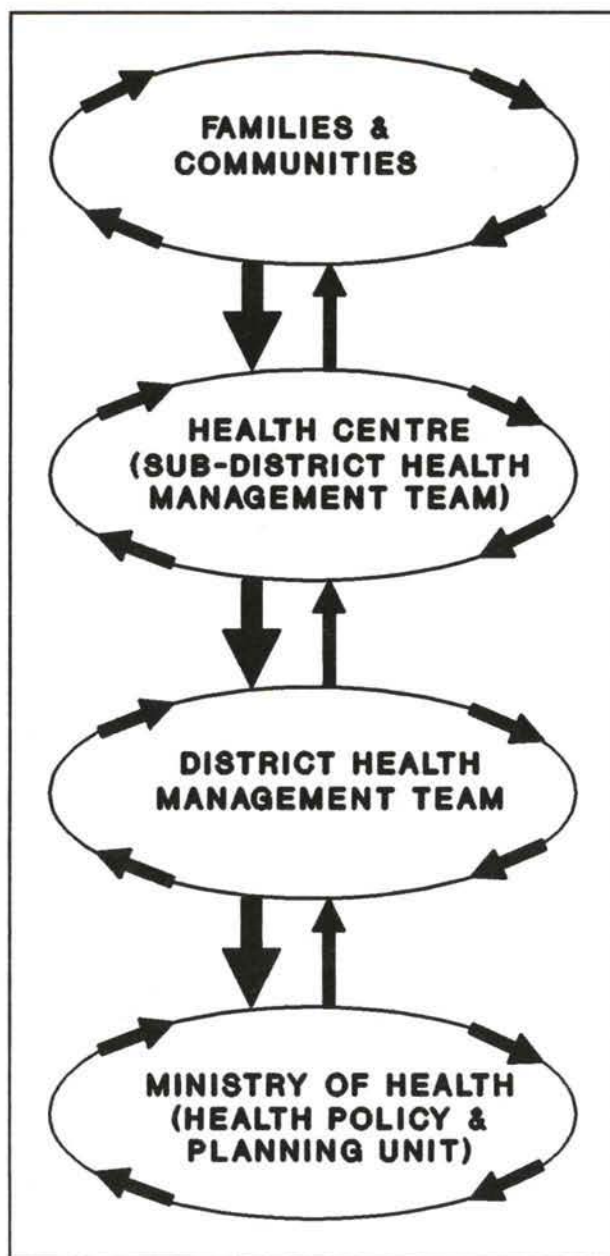 FAMILIES &
COMMUNITIES
HEALTH CENTRE
(SUB-DISTRICT HEALTH
MANAGEMENT TEAM)
DISTRICT HEALTH
MANAGEMENT TEAM
MINISTRY OF HEALTH
(HEALTH POLICY &
PLANNING UNIT)